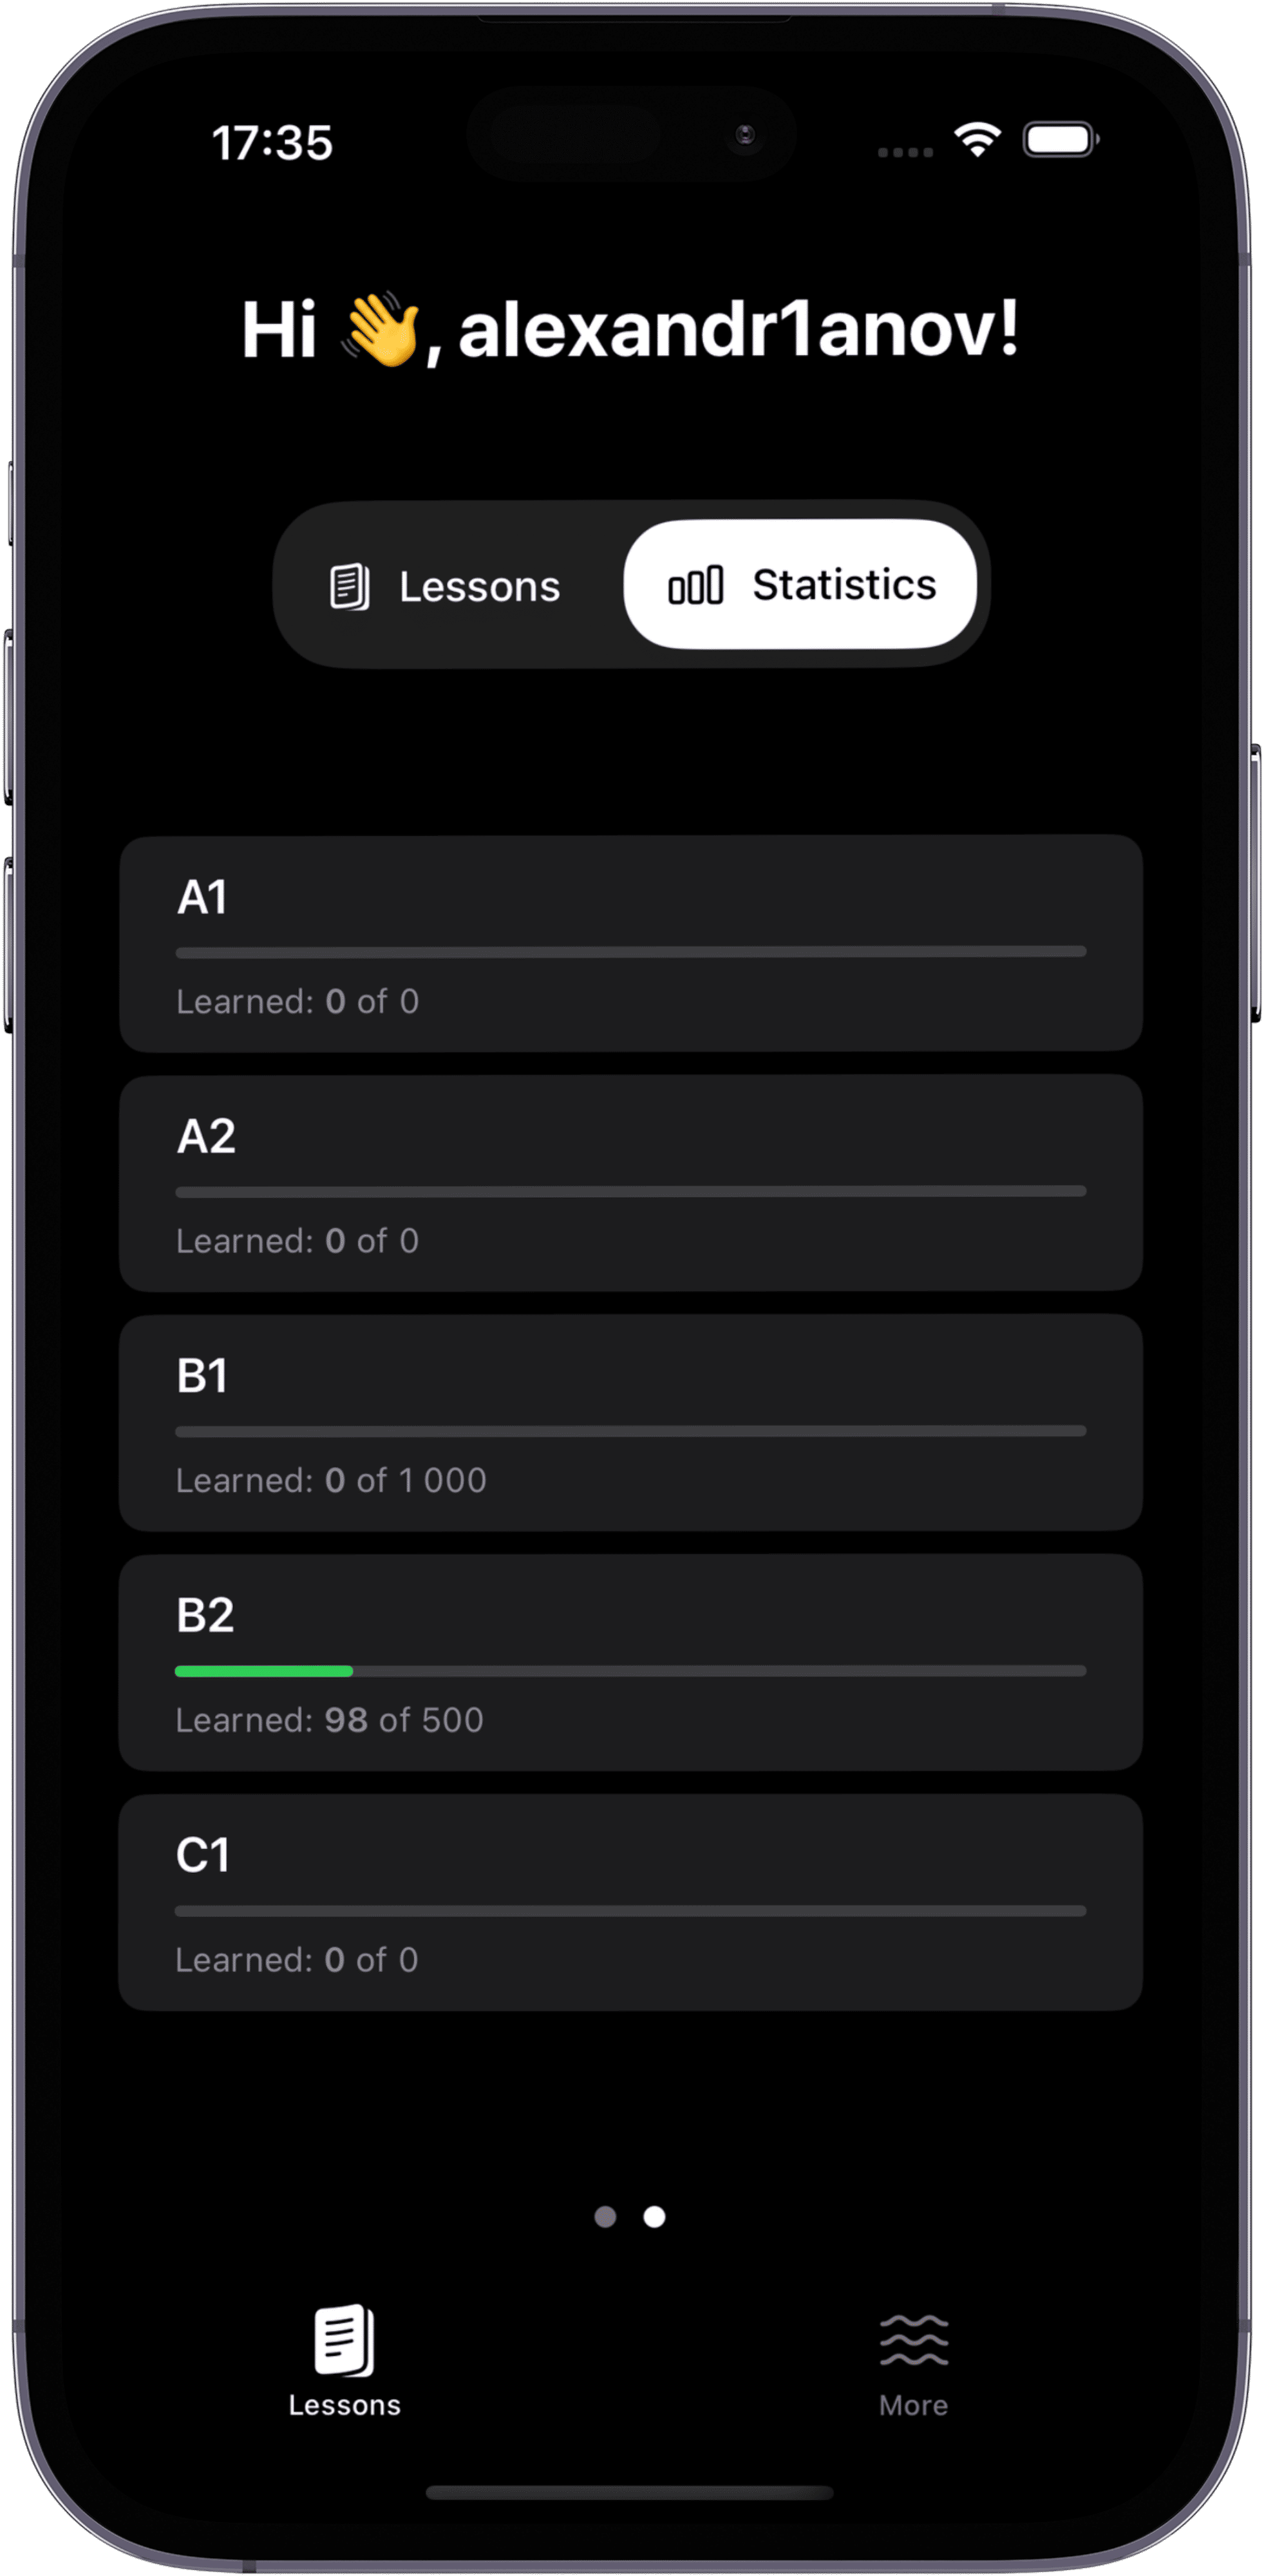 17:35
Hi 👋, alexandr1anov!
Lessons
Statistics
A1
Learned: 0 of 0
A2
Learned: 0 of 0
B1
Learned: 0 of 1 000
B2
Learned: 98 of 500
C1
Learned: 0 of 0
Lessons
More